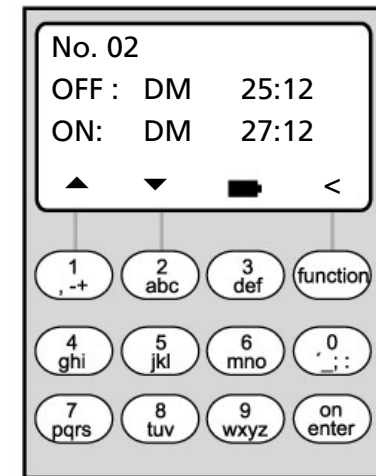 No. 02
OFF : DM 25:12
ON: DM 27:12
<
1 2 3 function
, -+ abc def
4 5 6 0
ghi jkl mno ´_; :
7 8 9 on
pqrs tuv wxyz enter